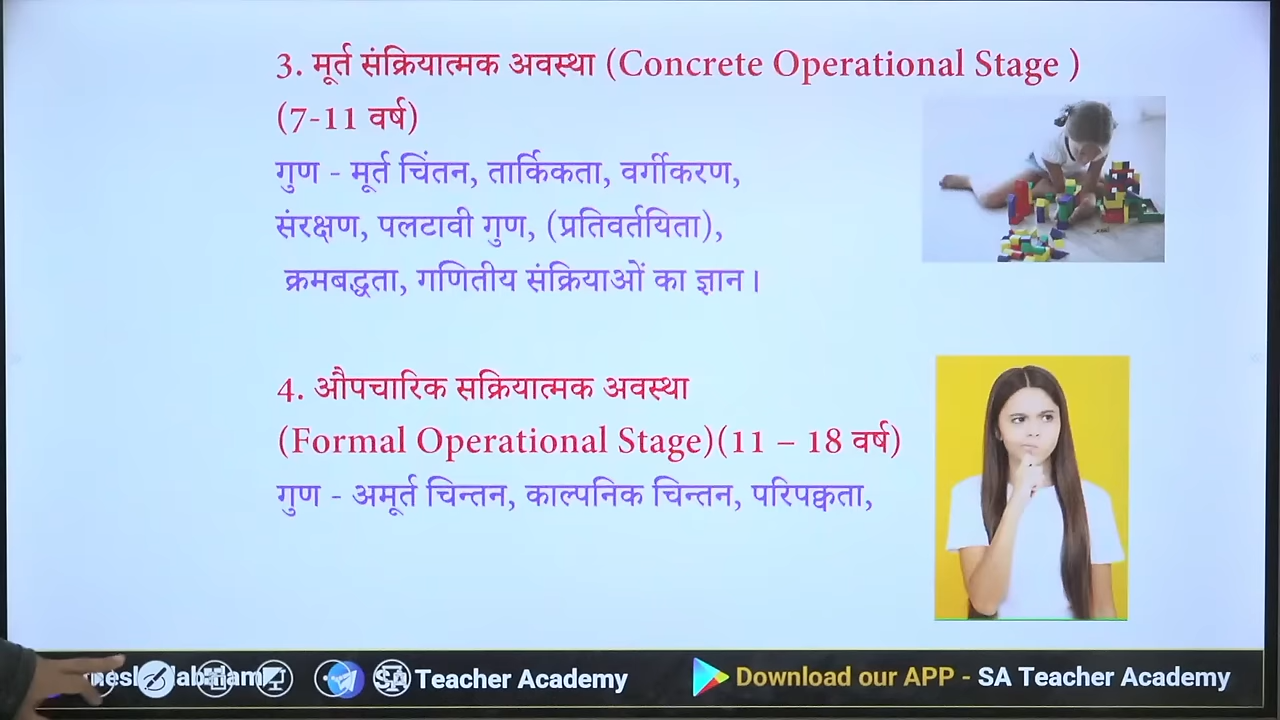 3. मूर्त संक्रियात्मक अवस्था (Concrete Operational Stage )
(7-11 वर्ष)
गुण - मूर्त चिंतन, तार्किकता, वर्गीकरण,
संरक्षण, पलटावी गुण, (प्रतिवर्तयिता),
क्रमबद्धता, गणितीय संक्रियाओं का ज्ञान।
4. औपचारिक सक्रियात्मक अवस्था
(Formal Operational Stage)(11 – 18 वर्ष)
गुण - अमूर्त चिन्तन, काल्पनिक चिन्तन, परिपक्वता,
SA Teacher Academy
Download our APP - SA Teacher Academy